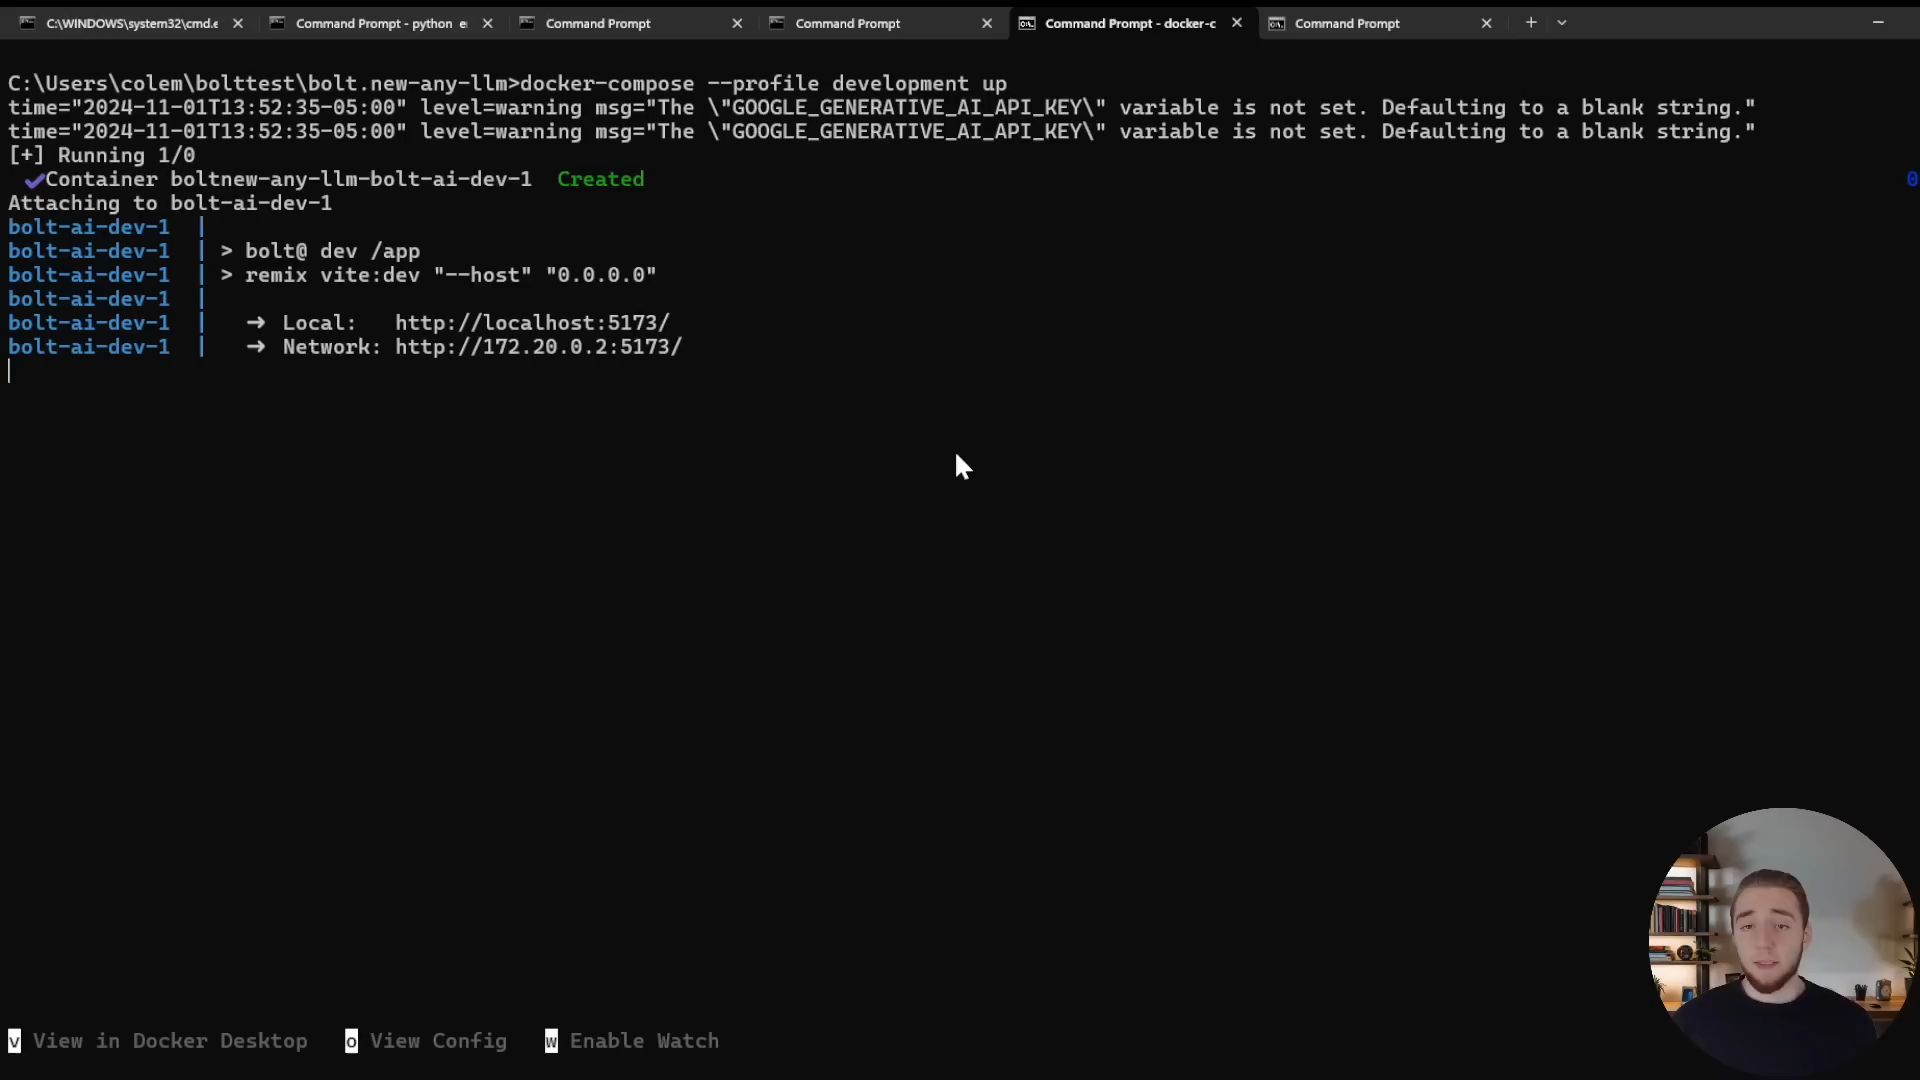 C:\WINDOWS\system32\cmd.e
Command Prompt - python e
Command Prompt
Command Prompt
Command Prompt - docker-c
Command Prompt
C:\Users\colem\bolttest\bolt.new-any-llm>docker-compose --profile development up
time="2024-11-01T13:52:35-05:00" level=warning msg="The \"GOOGLE_GENERATIVE_AI_API_KEY\" variable is not set. Defaulting to a blank string."
time="2024-11-01T13:52:35-05:00" level=warning msg="The \"GOOGLE_GENERATIVE_AI_API_KEY\" variable is not set. Defaulting to a blank string."
[+] Running 1/0
✔Container boltnew-any-llm-bolt-ai-dev-1  Created 0
Attaching to bolt-ai-dev-1
bolt-ai-dev-1  |
bolt-ai-dev-1  | > bolt@ dev /app
bolt-ai-dev-1  | > remix vite:dev "--host" "0.0.0.0"
bolt-ai-dev-1  |
bolt-ai-dev-1  |   ➜ Local:   http://localhost:5173/
bolt-ai-dev-1  |   ➜ Network: http://172.20.0.2:5173/
v View in Docker Desktop   o View Config   w Enable Watch